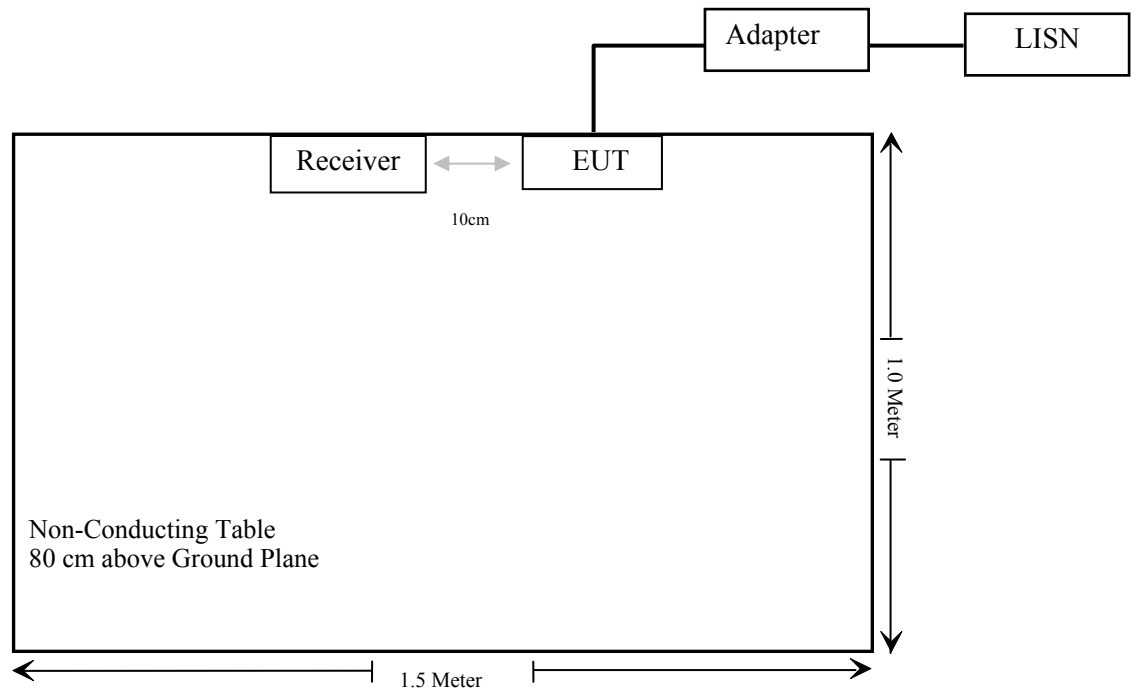 Adapter
LISN
Receiver
EUT
10cm
1.0 Meter
Non-Conducting Table
80 cm above Ground Plane
1.5 Meter